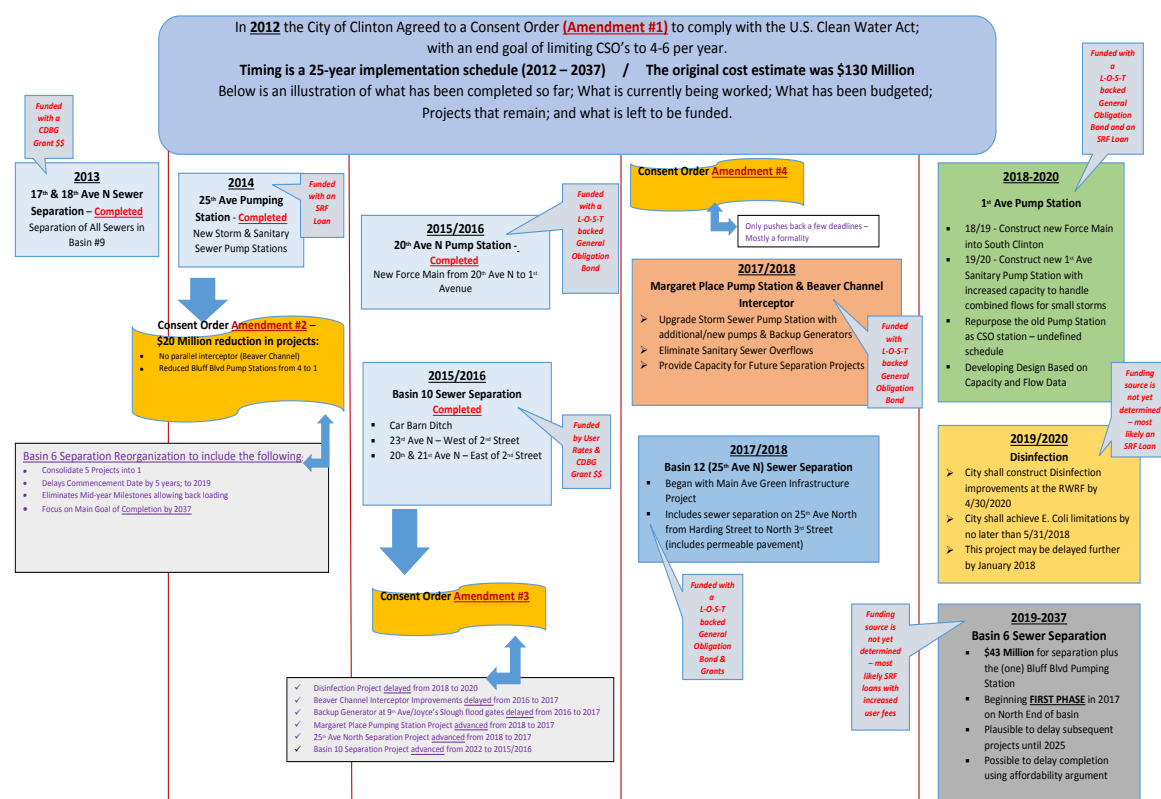 In 2012 the City of Clinton Agreed to a Consent Order (Amendment #1) to comply with the U.S. Clean Water Act;
with an end goal of limiting CSO's to 4-6 per year.
Timing is a 25-year implementation schedule (2012 – 2037) / The original cost estimate was $130 Million
Below is an illustration of what has been completed so far; What is currently being worked; What has been budgeted;
Projects that remain; and what is left to be funded.
Funded
with a
CDBG
Grant $$
2013
17th & 18th Ave N Sewer
Separation – Completed
Separation of All Sewers in
Basin #9
2014
25th Ave Pumping
Station - Completed
New Storm & Sanitary
Sewer Pump Stations
Funded
with an
SRF
Loan
Consent Order Amendment #2 –
$20 Million reduction in projects:
• No parallel interceptor (Beaver Channel)
• Reduced Bluff Blvd Pump Stations from 4 to 1
Basin 6 Separation Reorganization to include the following:
• Consolidate 5 Projects into 1
• Delays Commencement Date by 5 years; to 2019
• Eliminates Mid-year Milestones allowing back loading
• Focus on Main Goal of Completion by 2037
2015/2016
20th Ave N Pump Station -
Completed
New Force Main from 20th Ave N to 1st
Avenue
Funded
with a
L-O-S-T
backed
General
Obligation
Bond
2015/2016
Basin 10 Sewer Separation
Completed
▪ Car Barn Ditch
▪ 23rd Ave N – West of 2nd Street
▪ 20th & 21st Ave N – East of 2nd Street
Funded
by User
Rates &
CDBG
Grant $$
Consent Order Amendment #3
✓ Disinfection Project delayed from 2018 to 2020
✓ Beaver Channel Interceptor Improvements delayed from 2016 to 2017
✓ Backup Generator at 9th Ave/Joyce's Slough flood gates delayed from 2016 to 2017
✓ Margaret Place Pumping Station Project advanced from 2018 to 2017
✓ 25th Ave North Separation Project advanced from 2018 to 2017
✓ Basin 10 Separation Project advanced from 2022 to 2015/2016
Consent Order Amendment #4
Only pushes back a few deadlines –
Mostly a formality
2017/2018
Margaret Place Pump Station & Beaver Channel
Interceptor
➢ Upgrade Storm Sewer Pump Station with
additional/new pumps & Backup Generators
➢ Eliminate Sanitary Sewer Overflows
➢ Provide Capacity for Future Separation Projects
Funded
with
L-O-S-T
backed
General
Obligation
Bond
2017/2018
Basin 12 (25th Ave N) Sewer Separation
▪ Began with Main Ave Green Infrastructure
Project
▪ Includes sewer separation on 25th Ave North
from Harding Street to North 3rd Street
(includes permeable pavement)
Funded with
a
L-O-S-T
backed
General
Obligation
Bond &
Grants
Funded with
a
L-O-S-T
backed
General
Obligation
Bond and an
SRF Loan
2018-2020
1st Ave Pump Station
▪ 18/19 - Construct new Force Main
into South Clinton
▪ 19/20 - Construct new 1st Ave
Sanitary Pump Station with
increased capacity to handle
combined flows for small storms
▪ Repurpose the old Pump Station
as CSO station – undefined
schedule
▪ Developing Design Based on
Capacity and Flow Data
Funding
source is
not yet
determined
– most
likely an
SRF Loan
2019/2020
Disinfection
➢ City shall construct Disinfection
improvements at the RWRF by
4/30/2020
➢ City shall achieve E. Coli limitations by
no later than 5/31/2018
➢ This project may be delayed further
by January 2018
Funding
source is
not yet
determined
– most
likely SRF
loans with
increased
user fees
2019-2037
Basin 6 Sewer Separation
▪ $43 Million for separation plus
the (one) Bluff Blvd Pumping
Station
▪ Beginning FIRST PHASE in 2017
on North End of basin
▪ Plausible to delay subsequent
projects until 2025
▪ Possible to delay completion
using affordability argument